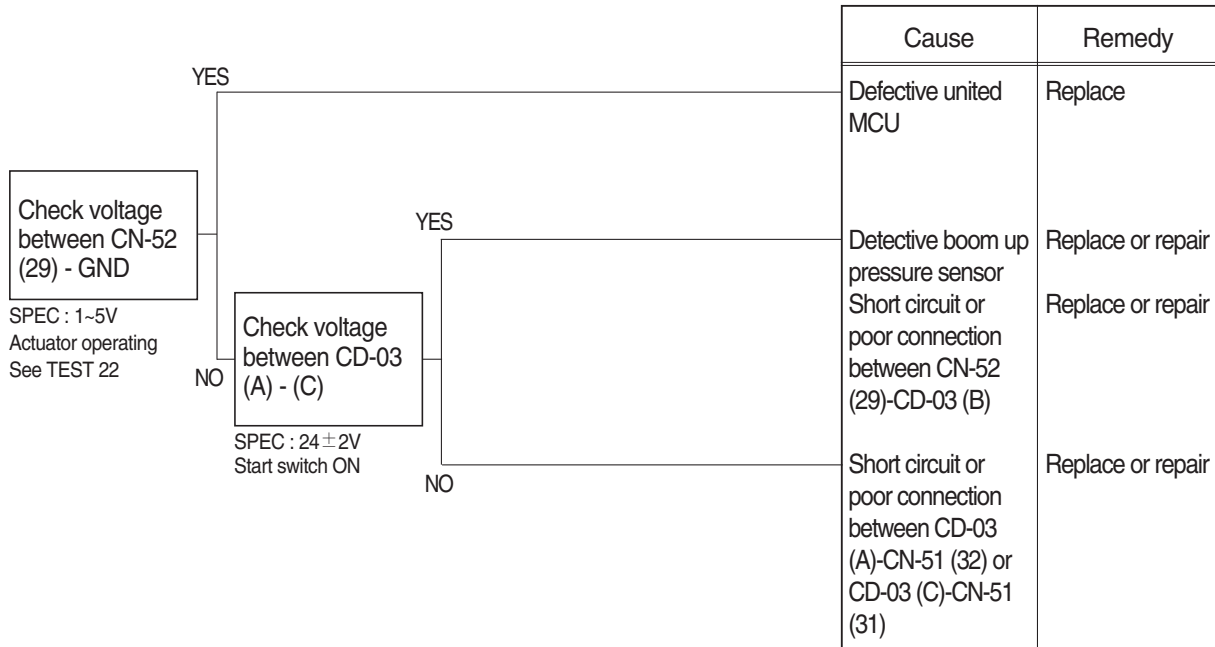 Cause
Remedy
YES
Defective united
MCU
Replace
Check voltage
between CN-52
(29) - GND
SPEC : 1~5V
Actuator operating
See TEST 22
NO
YES
Detective boom up
pressure sensor
Replace or repair
Short circuit or
poor connection
between CN-52
(29)-CD-03 (B)
Replace or repair
Check voltage
between CD-03
(A) - (C)
SPEC : 24±2V
Start switch ON
NO
Short circuit or
poor connection
between CD-03
(A)-CN-51 (32) or
CD-03 (C)-CN-51
(31)
Replace or repair